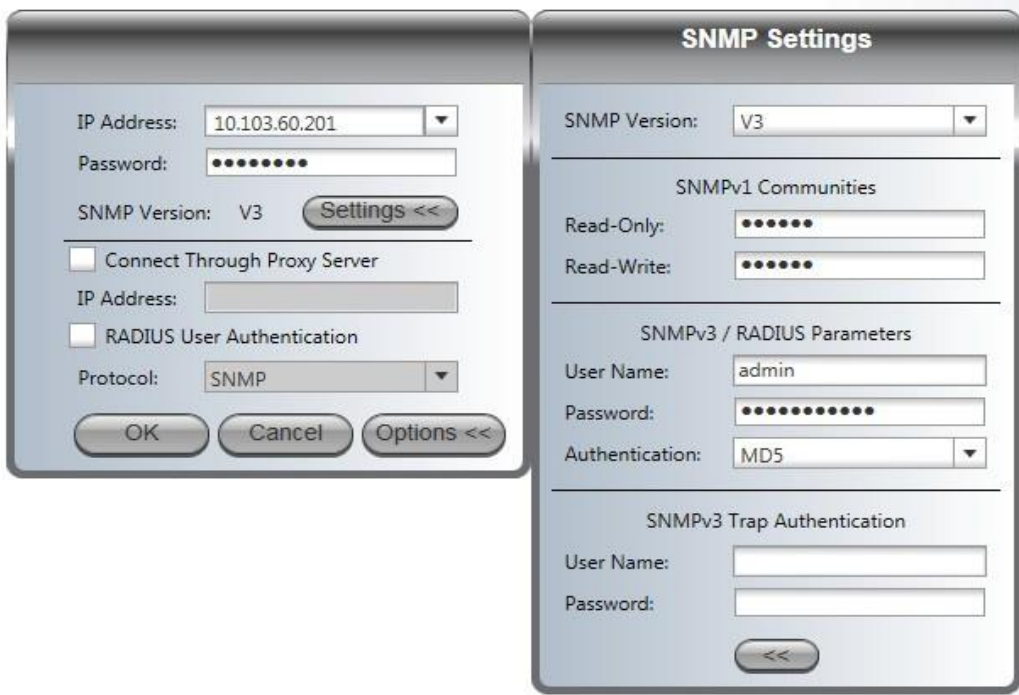 IP Address: 10.103.60.201
Password: ••••••••
SNMP Version: V3 Settings <<
Connect Through Proxy Server
IP Address:
RADIUS User Authentication
Protocol: SNMP
OK Cancel Options <<
SNMP Settings
SNMP Version: V3
SNMPv1 Communities
Read-Only: ••••••
Read-Write: ••••••
SNMPv3 / RADIUS Parameters
User Name: admin
Password: •••••••••••
Authentication: MD5
SNMPv3 Trap Authentication
User Name:
Password:
<<